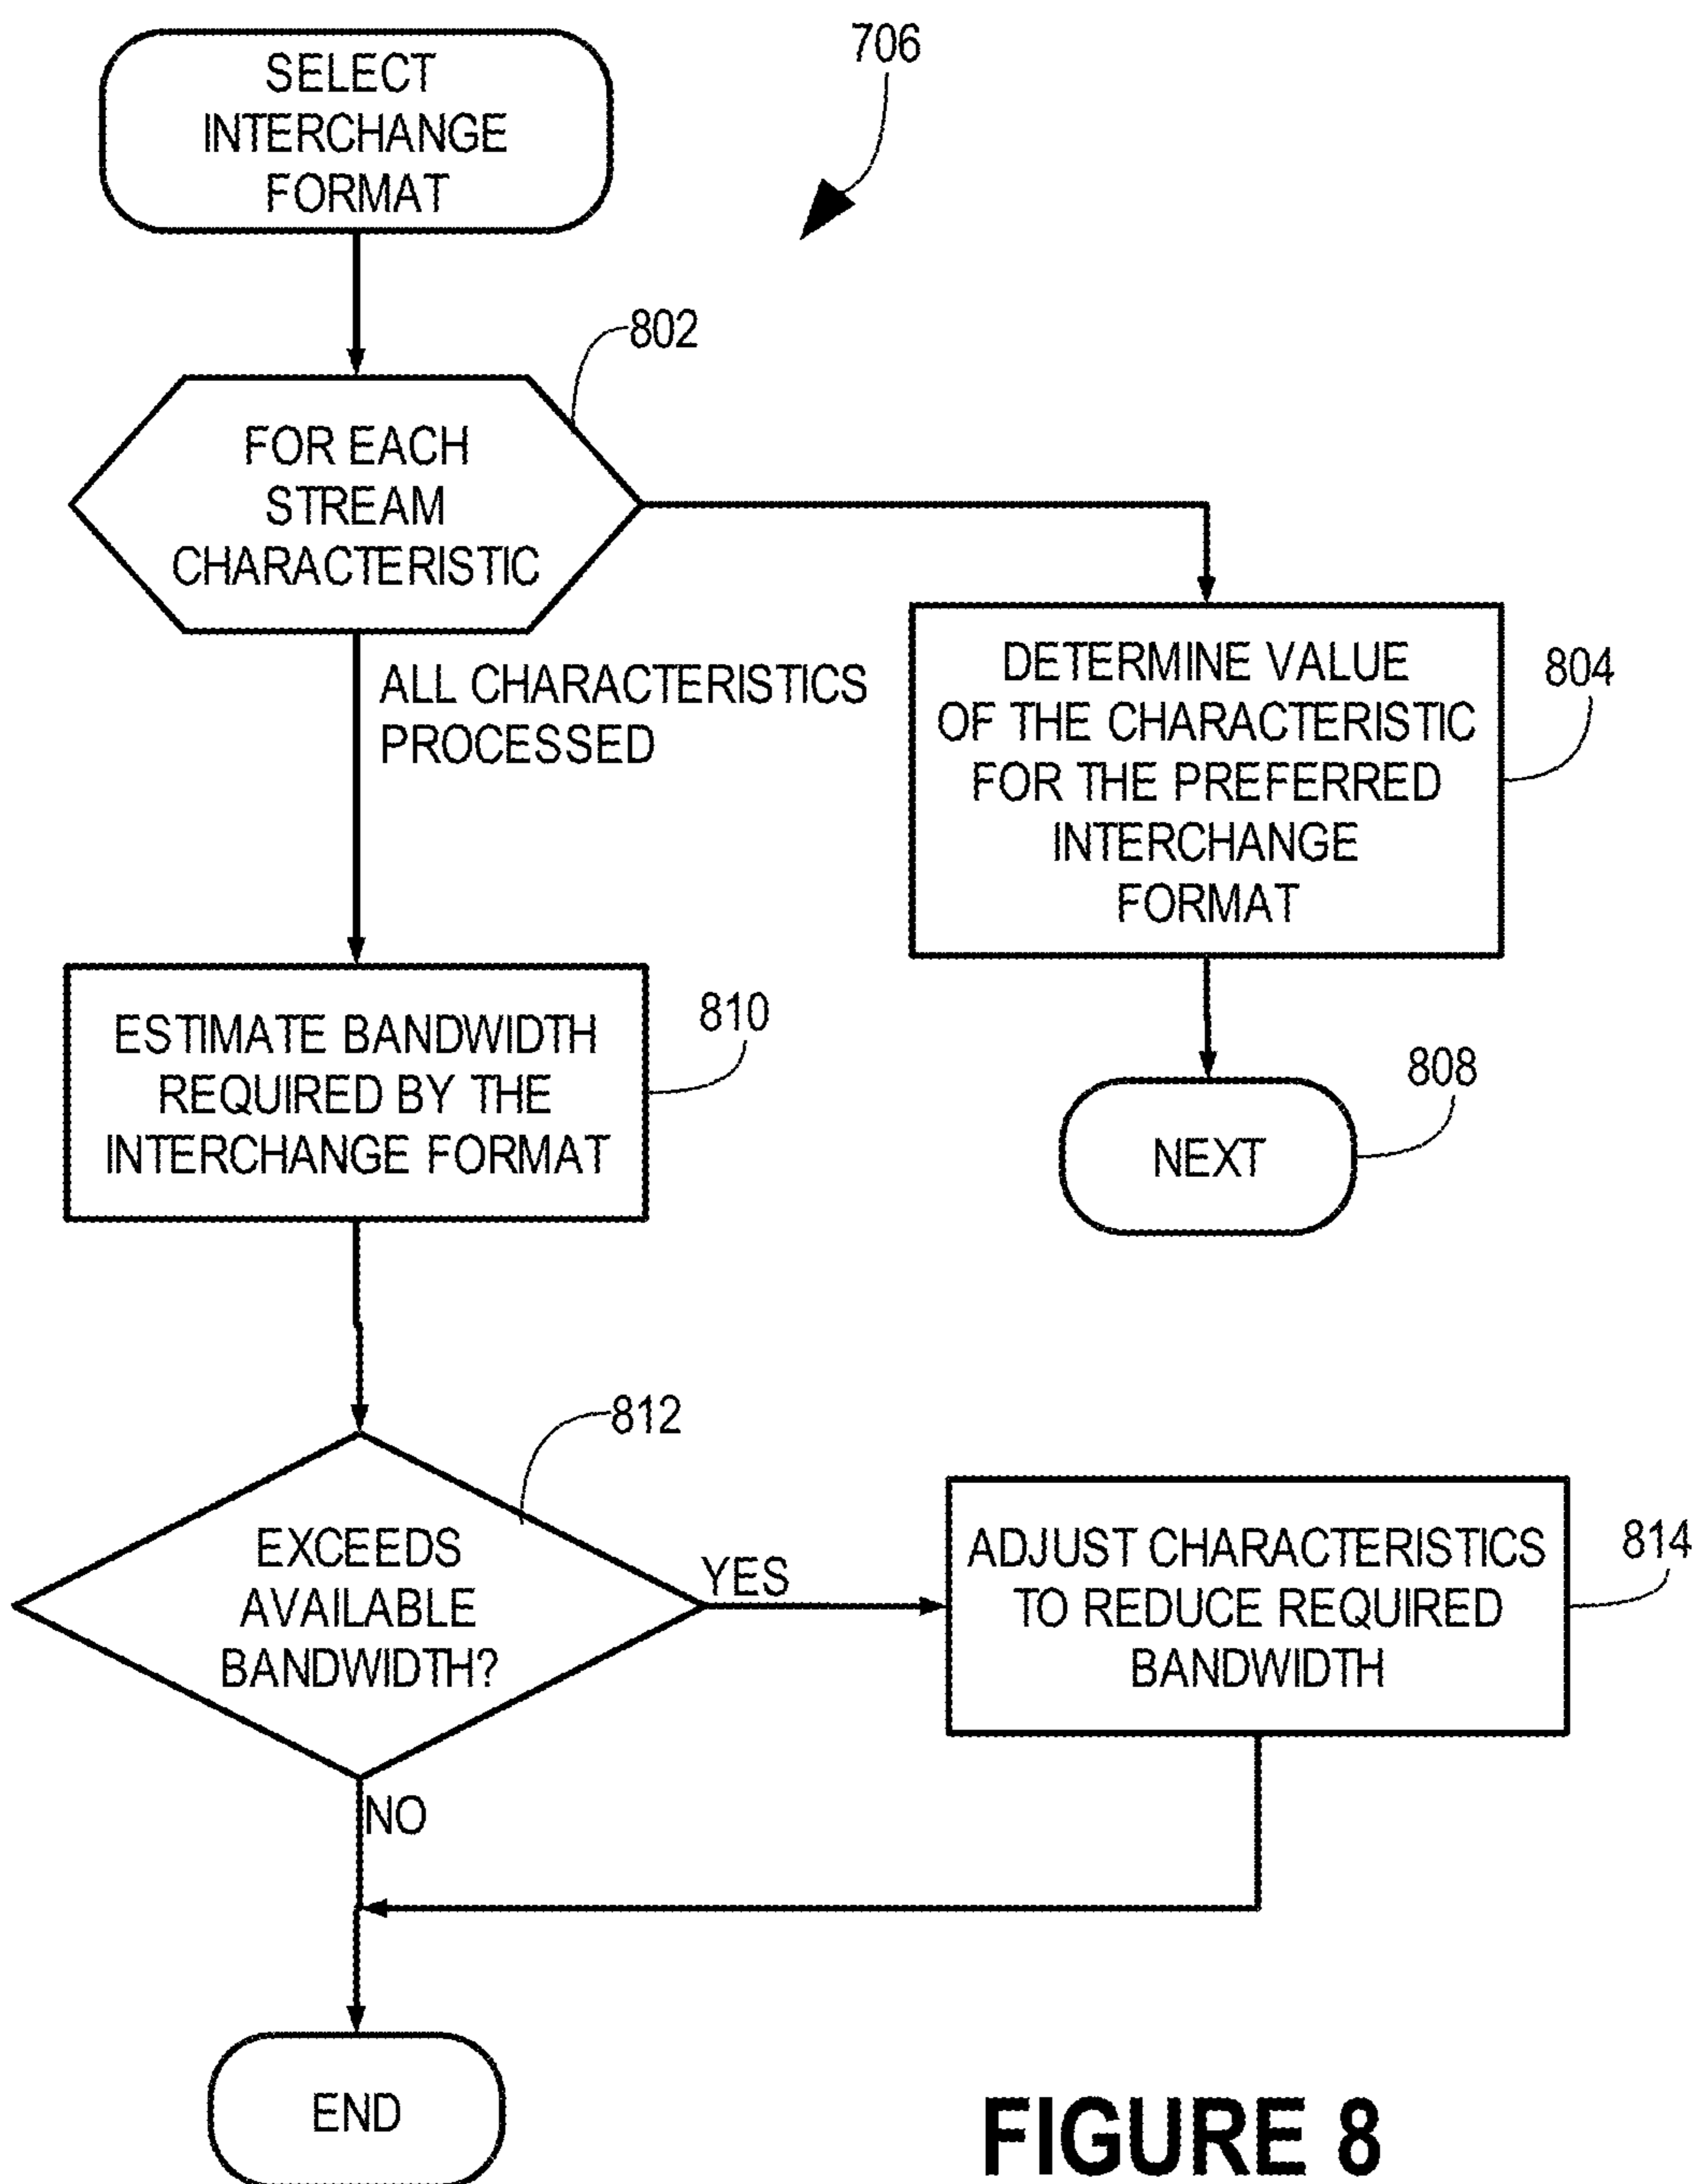 SELECT
INTERCHANGE
FORMAT
706
802
FOR EACH
STREAM
CHARACTERISTIC
ALL CHARACTERISTICS
PROCESSED
DETERMINE VALUE
OF THE CHARACTERISTIC
FOR THE PREFERRED
INTERCHANGE
FORMAT
804
ESTIMATE BANDWIDTH
REQUIRED BY THE
INTERCHANGE FORMAT
810
NEXT
808
812
EXCEEDS
AVAILABLE
BANDWIDTH?
YES
NO
ADJUST CHARACTERISTICS
TO REDUCE REQUIRED
BANDWIDTH
814
END
FIGURE 8